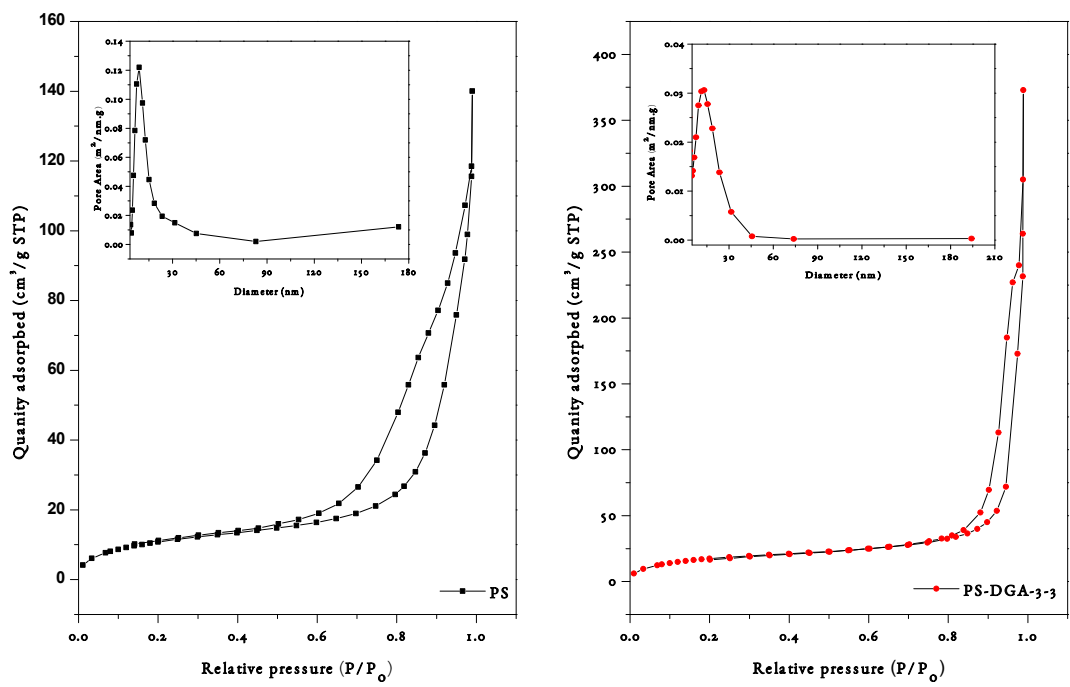 160
140
120
100
80
60
40
20
0
0.0 0.2 0.4 0.6 0.8 1.0
Quanity adsorpbed (cm³/g STP)
Relative pressure (P/P₀)
PS
0.14
0.12
0.10
0.08
0.06
0.04
0.02
0.00
30 60 90 120 150 180
Pore Area (m²/nm.g)
Diameter (nm)
400
350
300
250
200
150
100
50
0
0.0 0.2 0.4 0.6 0.8 1.0
Quanity adsorpbed (cm³/g STP)
Relative pressure (P/P₀)
PS-DGA-3-3
0.04
0.03
0.02
0.01
0.00
30 60 90 120 150 180 210
Pore Area (m²/nm.g)
Diameter (nm)